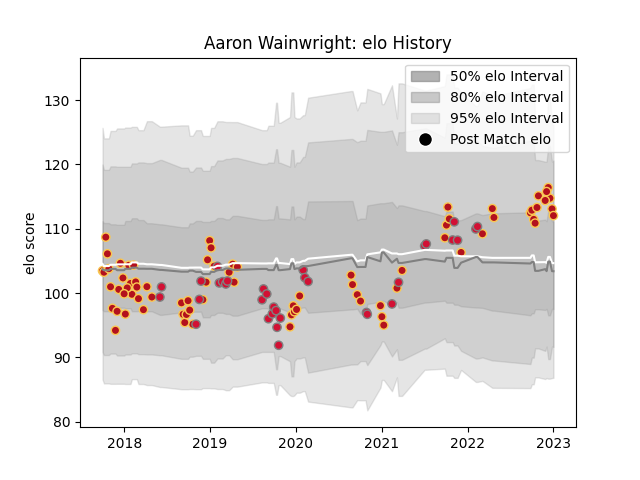 Aaron Wainwright: elo History
50% elo Interval
80% elo Interval
95% elo Interval
Post Match elo
elo score
130
120
110
100
90
80
2018 2019 2020 2021 2022 2023